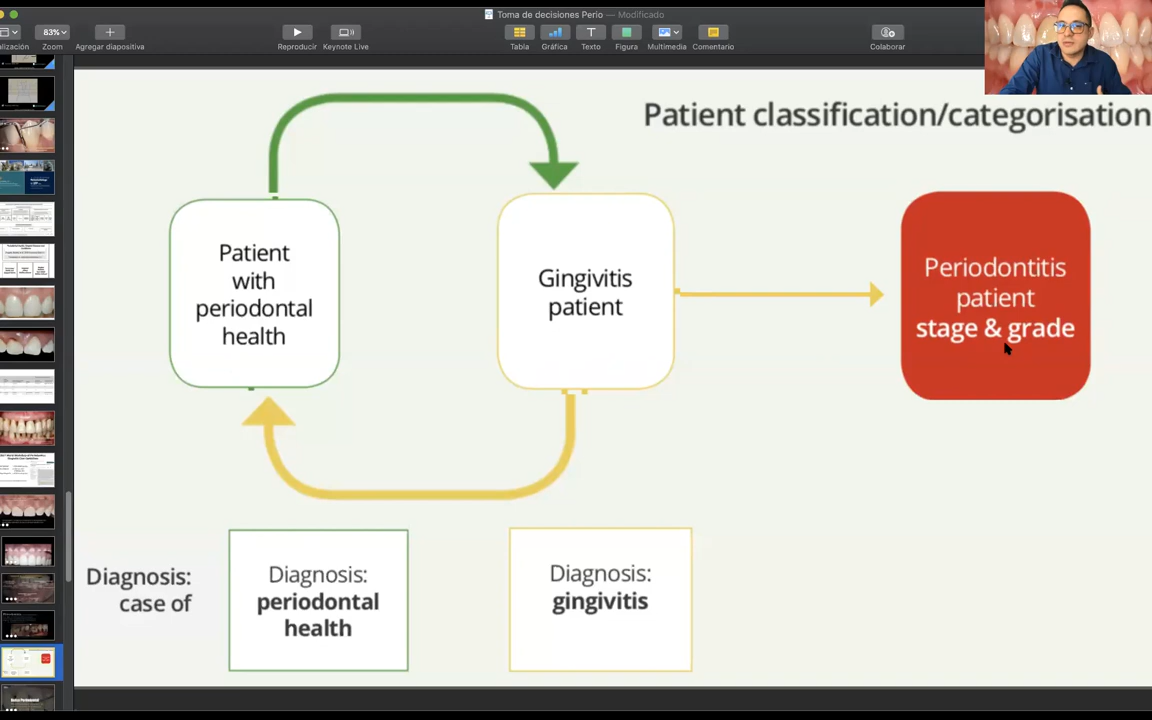 Toma de decisiones Perio — Modificado
83%
Zoom
Agregar diapositiva
Reproducir
Keynote Live
Tabla
Gráfica
Texto
Figura
Multimedia
Comentario
Colaborar
Patient classification/categorisation
Patient
with
periodontal
health
Gingivitis
patient
Periodontitis
patient
stage & grade
Diagnosis:
case of
Diagnosis:
periodontal
health
Diagnosis:
gingivitis